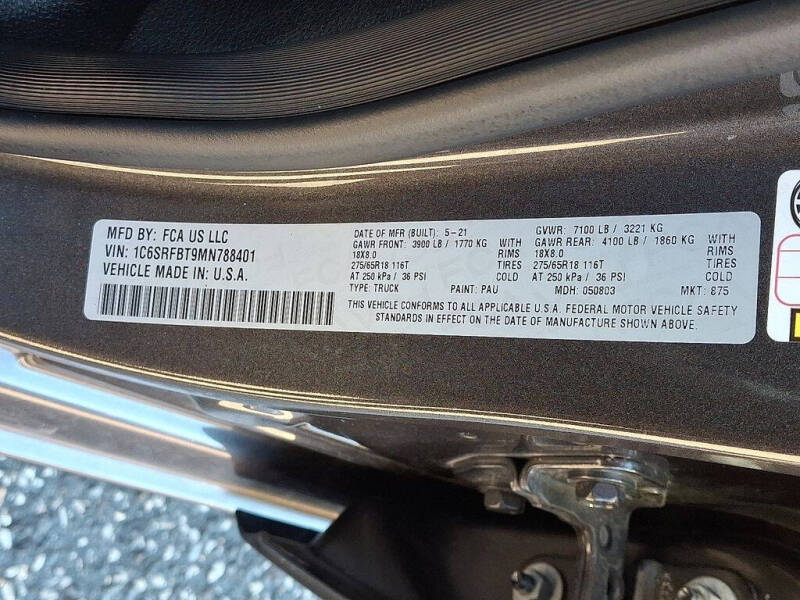 MFD BY: FCA US LLC
VIN: 1C6SRFBT9MN788401
VEHICLE MADE IN: U.S.A.
DATE OF MFR (BUILT): 5-21 GVWR: 7100 LB / 3221 KG
GAWR FRONT: 3900 LB / 1770 KG WITH GAWR REAR: 4100 LB / 1860 KG WITH
18X8.0 RIMS 18X8.0 RIMS
275/65R18 116T TIRES 275/65R18 116T TIRES
AT 250 kPa / 36 PSI COLD AT 250 kPa / 36 PSI COLD
TYPE: TRUCK PAINT: PAU MDH: 050803 MKT: 875
THIS VEHICLE CONFORMS TO ALL APPLICABLE U.S.A. FEDERAL MOTOR VEHICLE SAFETY
STANDARDS IN EFFECT ON THE DATE OF MANUFACTURE SHOWN ABOVE.